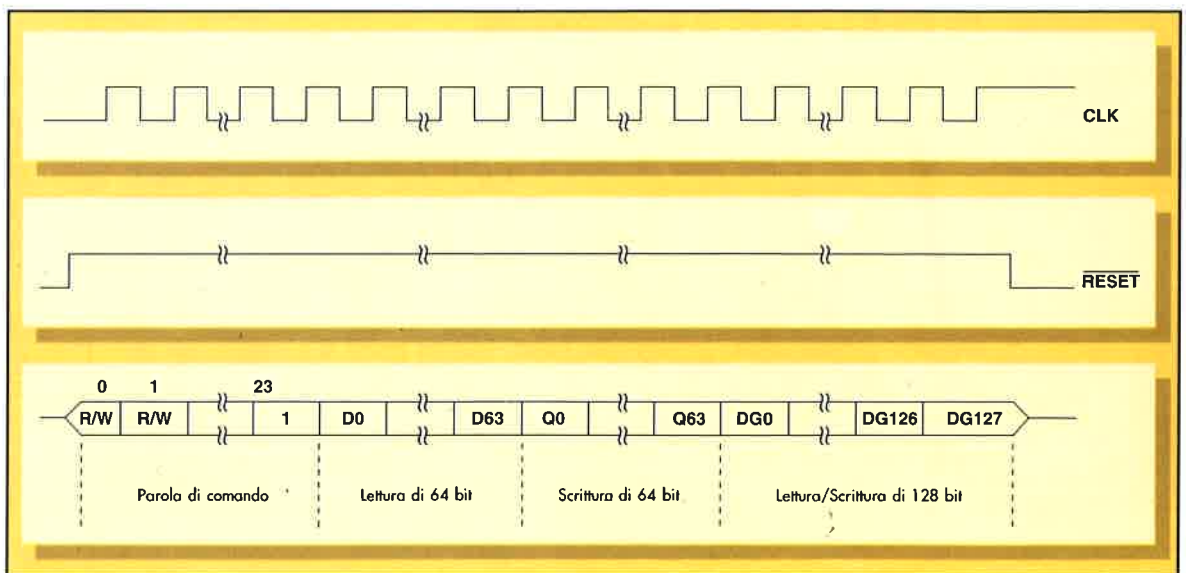 CLK
RESET
0 1 23
R/W R/W 1 D0 D63 Q0 Q63 DG0 DG126 DG127
Parola di comando Lettura di 64 bit Scrittura di 64 bit Lettura/Scrittura di 128 bit